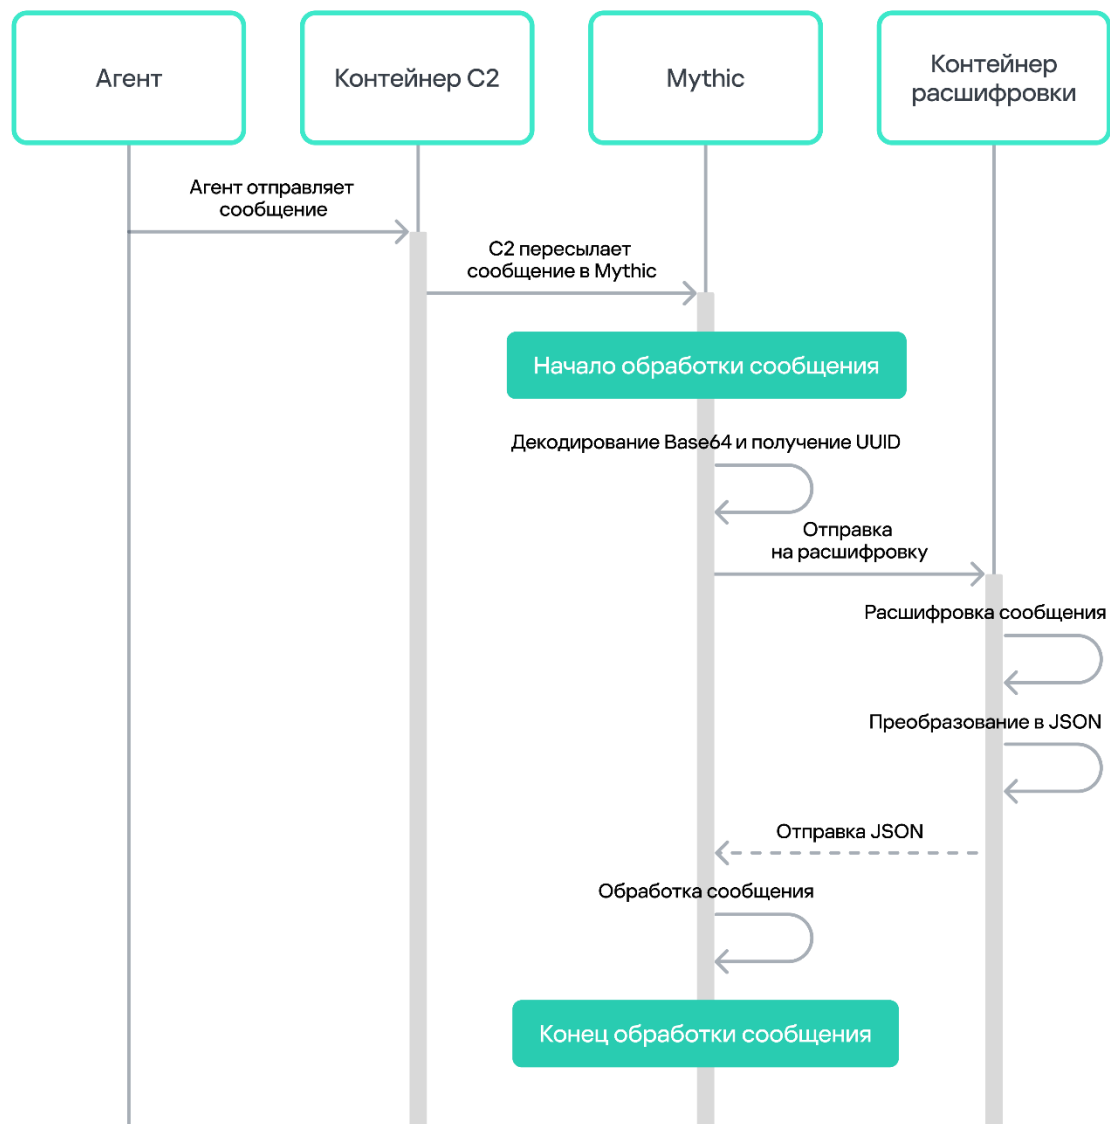 Агент
Контейнер C2
Mythic
Контейнер
расшифровки
Агент отправляет
сообщение
C2 пересылает
сообщение в Mythic
Начало обработки сообщения
Декодирование Base64 и получение UUID
Отправка
на расшифровку
Расшифровка сообщения
Преобразование в JSON
Отправка JSON
Обработка сообщения
Конец обработки сообщения